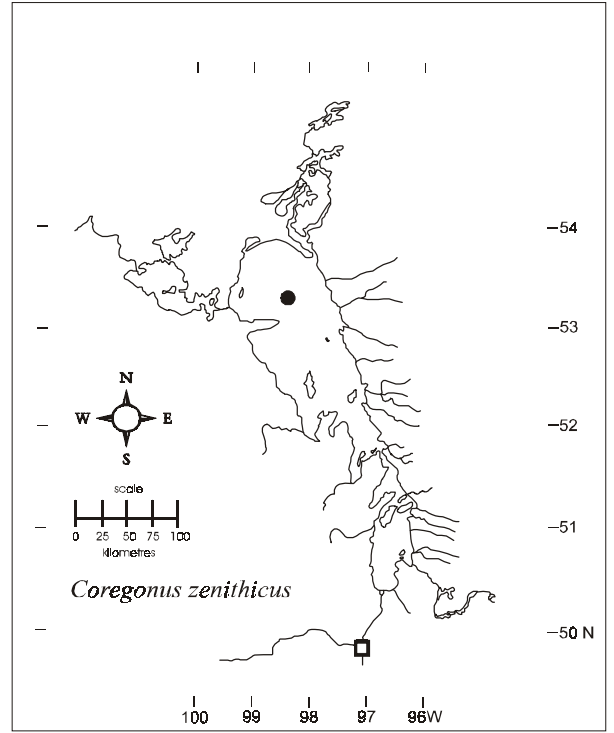 –54
–53
N
W E
S
–52
scale
0 25 50 75 100
kilometres
–51
Coregonus zenithicus
–50 N
100 99 98 97 96W